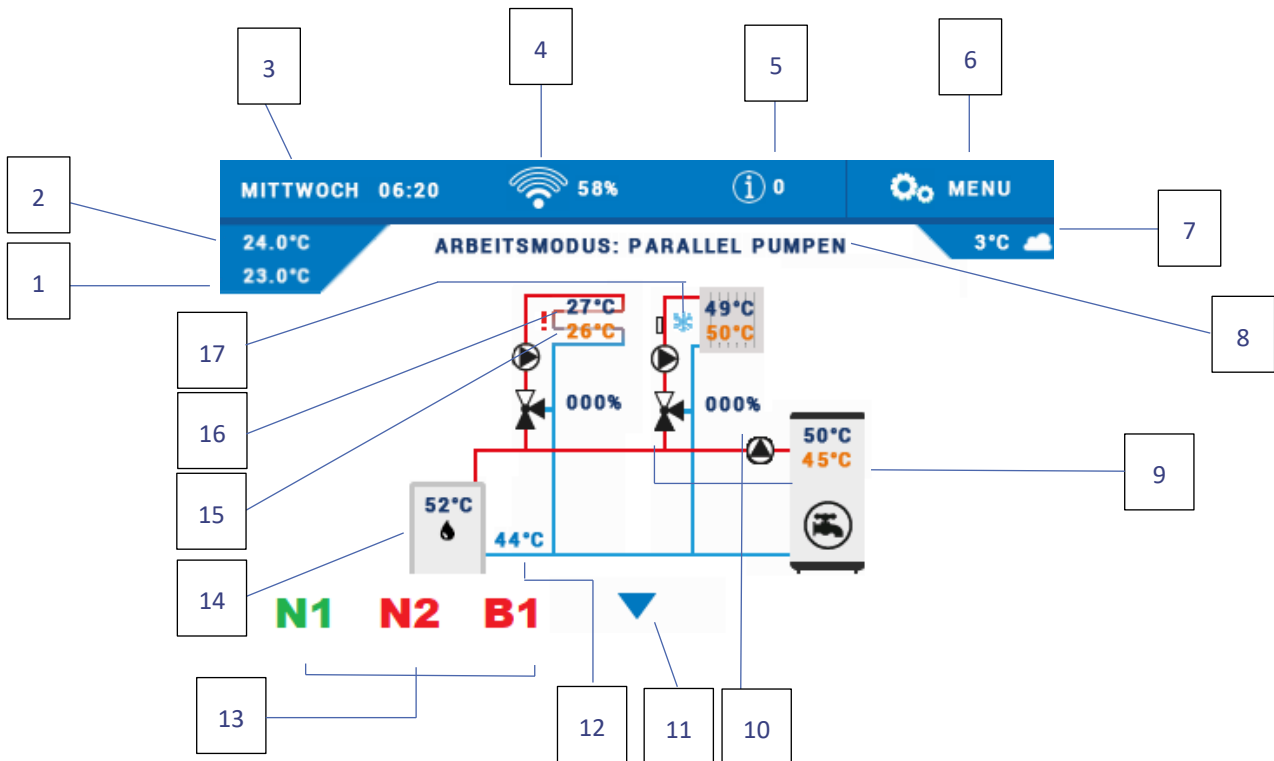 4
5
6
3
2
MITTWOCH 06:20
58%
i 0
MENU
7
24.0°C
ARBEITSMODUS: PARALLEL PUMPEN
3°C
1
23.0°C
17
27°C
49°C
8
! 26°C
50°C
16
000%
000%
50°C
9
45°C
15
52°C
44°C
14
N1 N2 B1
13
12
11
10